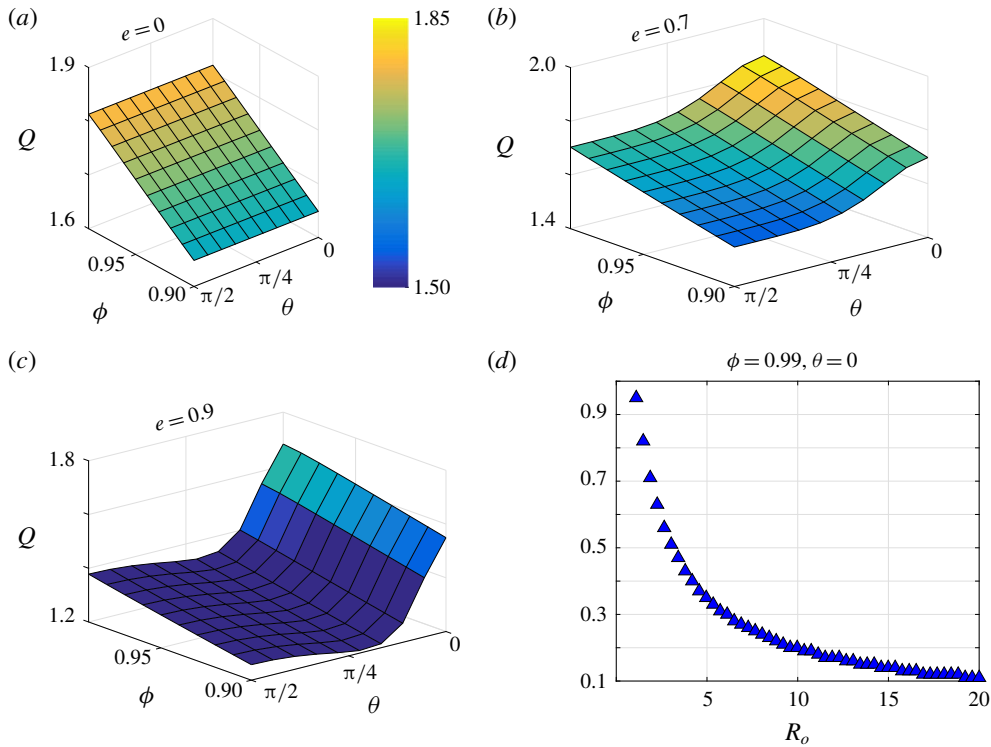 (a)
e = 0
1.9
Q
1.6
0.95
ϕ
0.90
π/2
π/4
θ
0
1.85
1.50
(b)
e = 0.7
2.0
Q
1.4
0.95
ϕ
0.90
π/2
π/4
θ
0
(c)
e = 0.9
1.8
Q
1.2
0.95
ϕ
0.90
π/2
π/4
θ
0
(d)
ϕ = 0.99, θ = 0
0.9
0.7
0.5
0.3
0.1
5
10
15
20
R_o